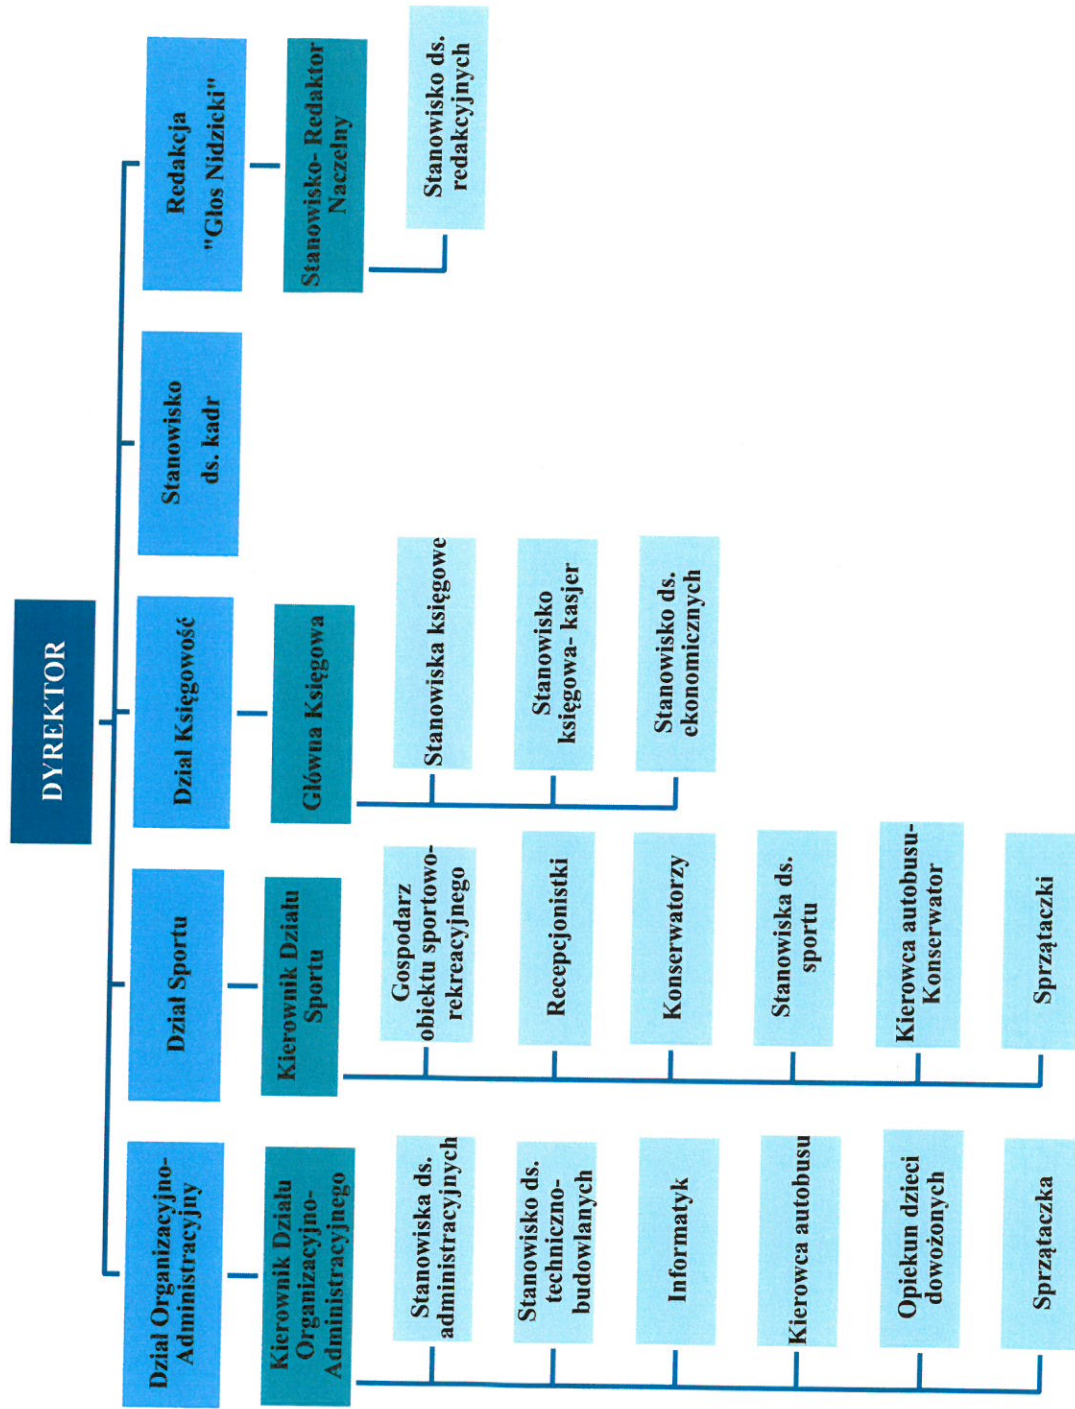 DYREKTOR
Dział Organizacyjno-
Administracyjny
Dział Sportu
Dział Księgowość
Stanowisko
ds. kadr
Redakcja
"Głos Nidzicki"
Kierownik Działu
Organizacyjno-
Administracyjnego
Kierownik Działu
Sportu
Główna Księgowa
Stanowisko- Redaktor
Naczelny
Stanowiska ds.
administracyjnych
Stanowisko ds.
techniczno-
budowlanych
Informatyk
Kierowca autobusu
Opiekun dzieci
dowożonych
Sprzątaczka
Gospodarz
obiektu sportowo-
rekreacyjnego
Recepcjonistki
Konserwatorzy
Stanowiska ds.
sportu
Kierowca autobusu-
Konserwator
Sprzątaczki
Stanowiska księgowe
Stanowisko
księgowa- kasjer
Stanowisko ds.
ekonomicznych
Stanowisko ds.
redakcyjnych